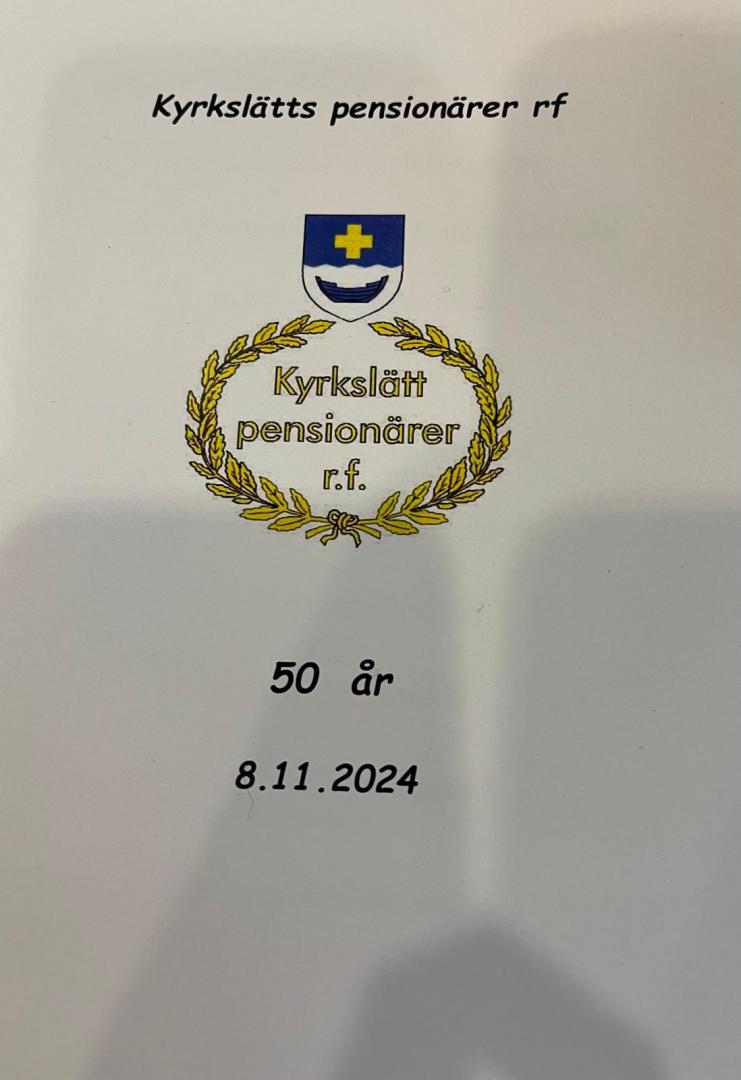 Kyrkslätts pensionärer rf
Kyrkslätt
pensionärer
r.f.
50 år
8.11.2024